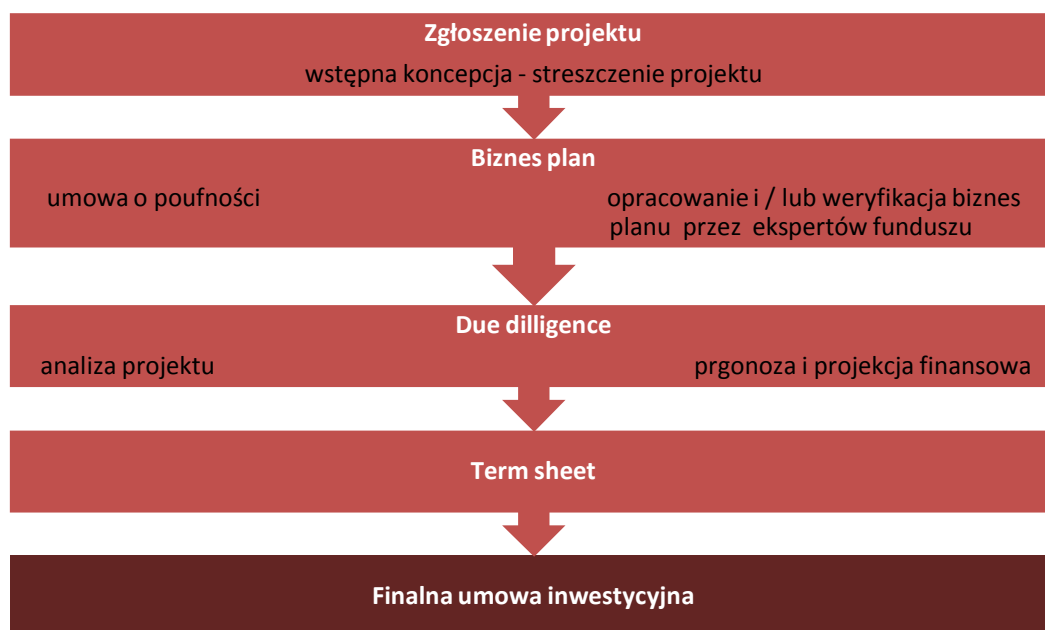 Zgłoszenie projektu
wstępna koncepcja - streszczenie projektu
Biznes plan
umowa o poufności
opracowanie i / lub weryfikacja biznes
planu przez ekspertów funduszu
Due dilligence
analiza projektu
prgonoza i projekcja finansowa
Term sheet
Finalna umowa inwestycyjna